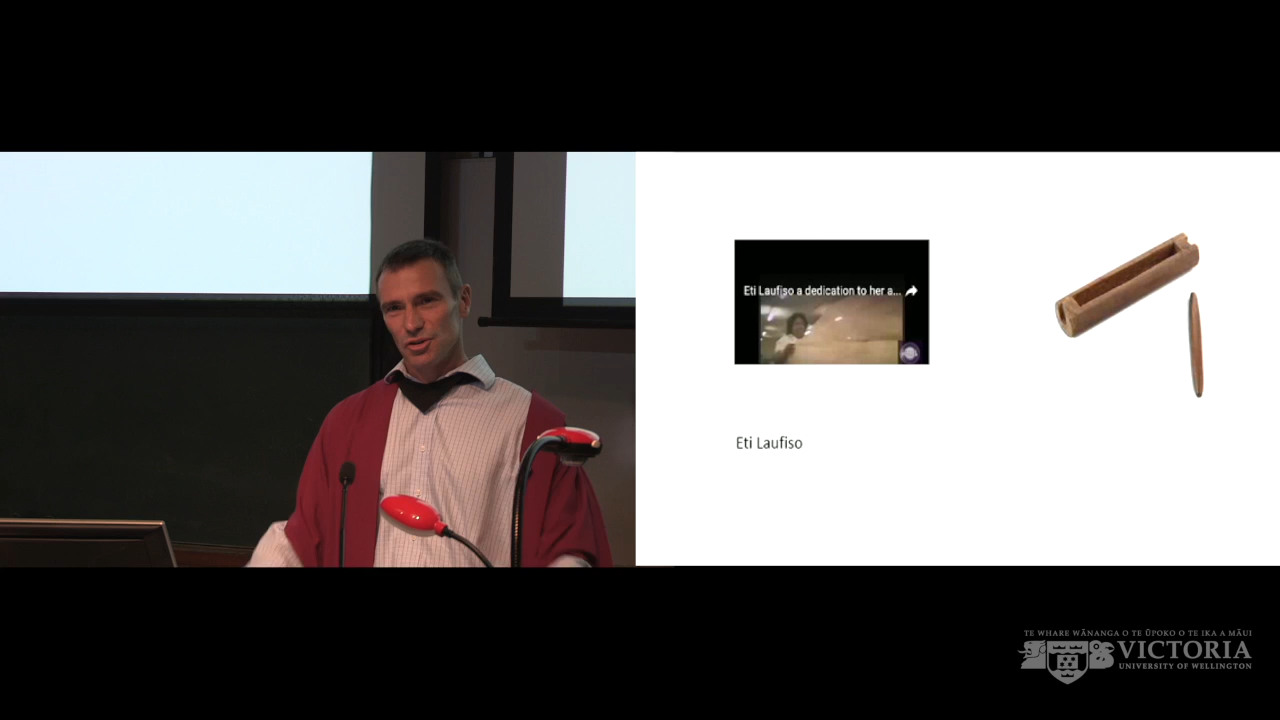 Eti Laufiso a dedication to her a...
Eti Laufiso
TE WHARE WĀNANGA O TE ŪPOKO O TE IKA A MĀUI
VICTORIA
UNIVERSITY OF WELLINGTON